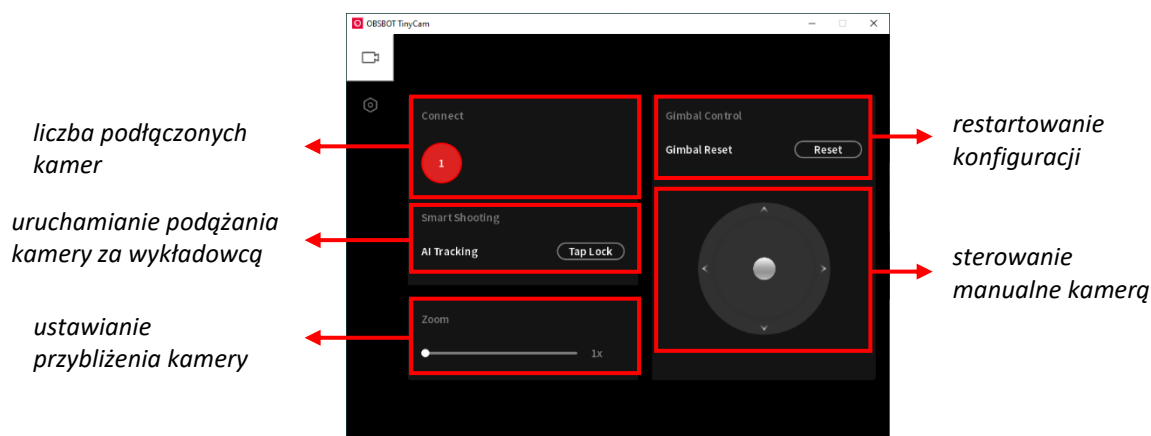 OBSBOT TinyCam
liczba podłączonych
kamer
uruchamianie podążania
kamery za wykładowcą
ustawianie
przybliżenia kamery
Connect
1
Smart Shooting
AI Tracking
Tap Lock
Zoom
1x
Gimbal Control
Gimbal Reset
Reset
restartowanie
konfiguracji
sterowanie
manualne kamerą